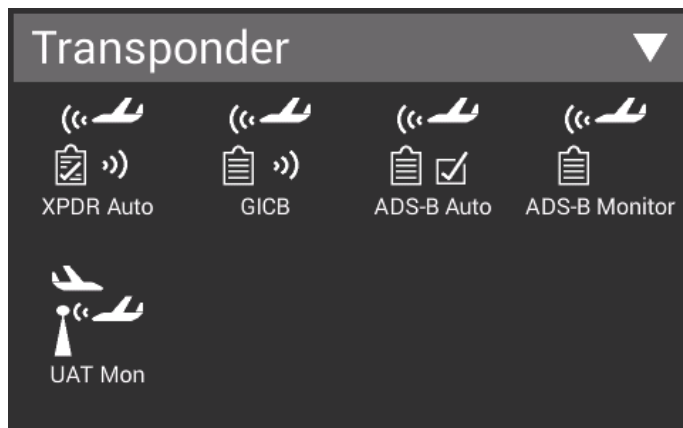 Transponder
XPDR Auto
GICB
ADS-B Auto
ADS-B Monitor
UAT Mon